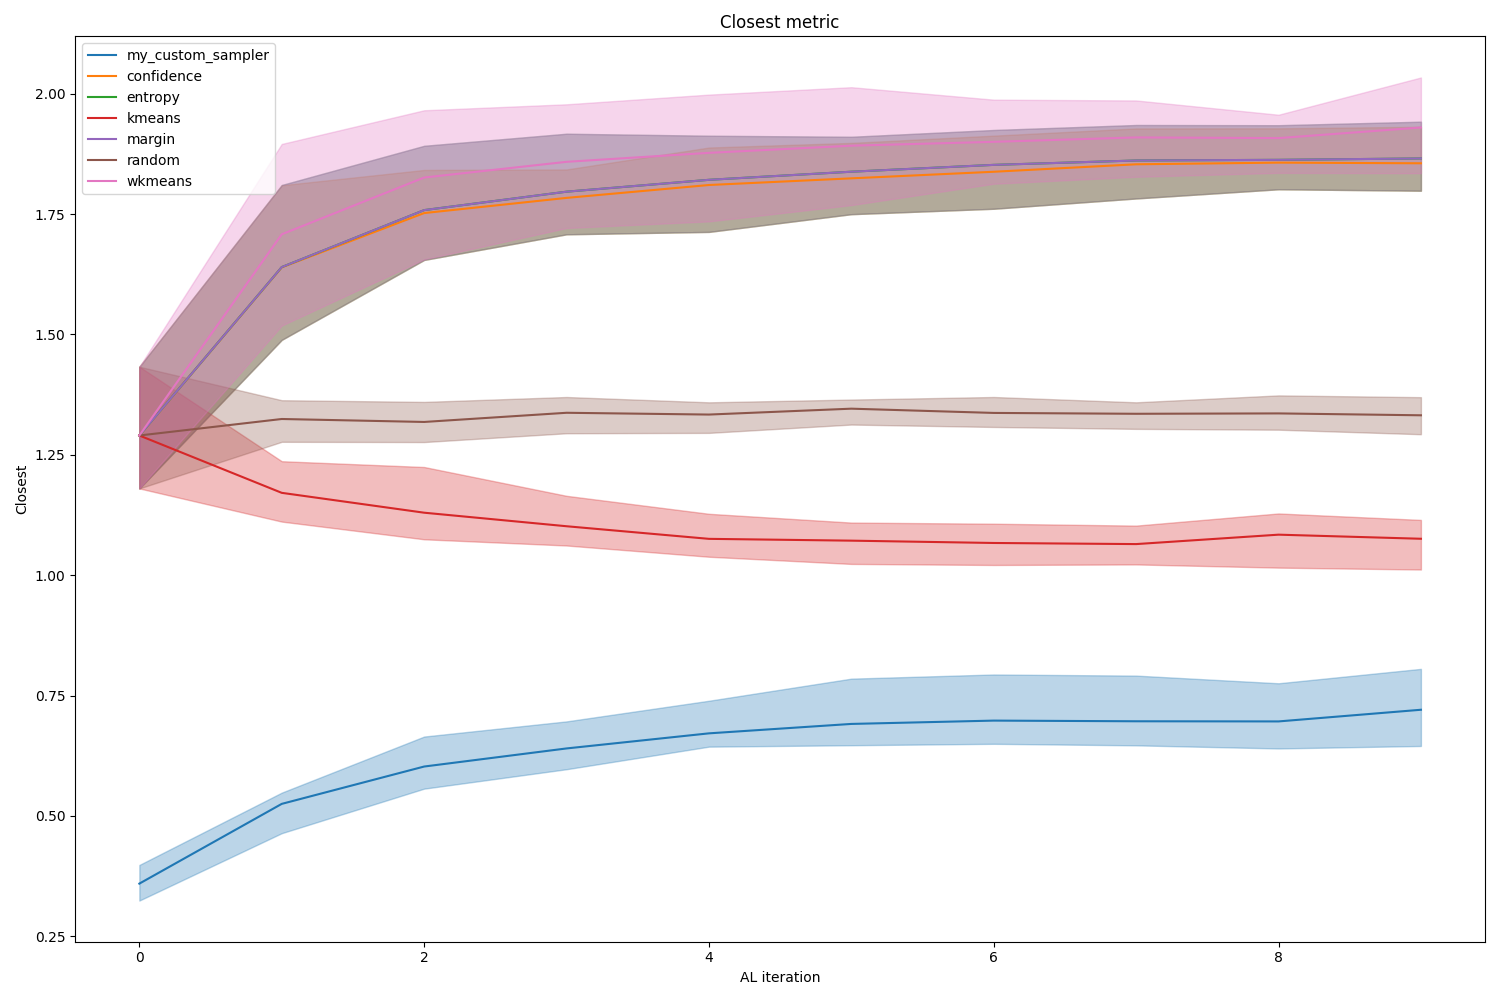 Closest metric
my_custom_sampler
confidence
entropy
kmeans
margin
random
wkmeans
2.00
1.75
1.50
1.25
1.00
0.75
0.50
0.25
Closest
0 2 4 6 8
AL iteration